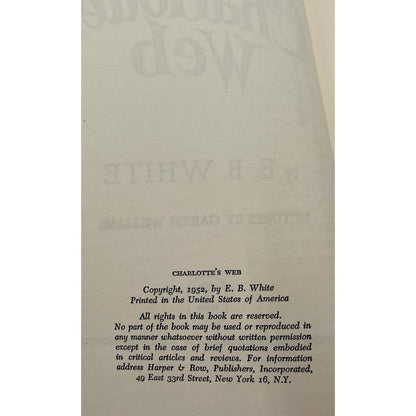 Charlotte's
Web
by E. B. WHITE
PICTURES BY GARTH WILLIAMS
CHARLOTTE'S WEB
Copyright, 1952, by E. B. White
Printed in the United States of America
All rights in this book are reserved.
No part of the book may be used or reproduced in
any manner whatsoever without written permission
except in the case of brief quotations embodied
in critical articles and reviews. For information
address Harper & Row, Publishers, Incorporated,
49 East 33rd Street, New York 16, N.Y.